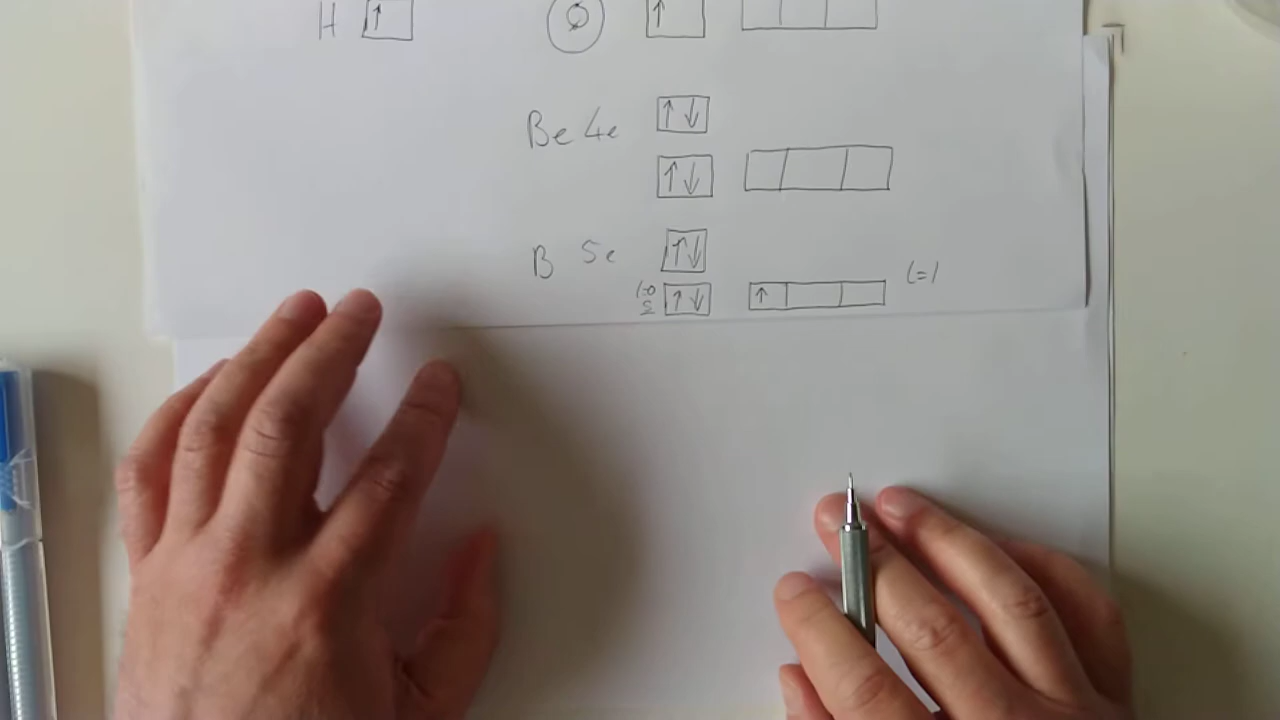 H ↑ ↑
Be 4e ↑↓
↑↓
B 5e ↑↓
l=0 ↑↓ ↑ l=1
s